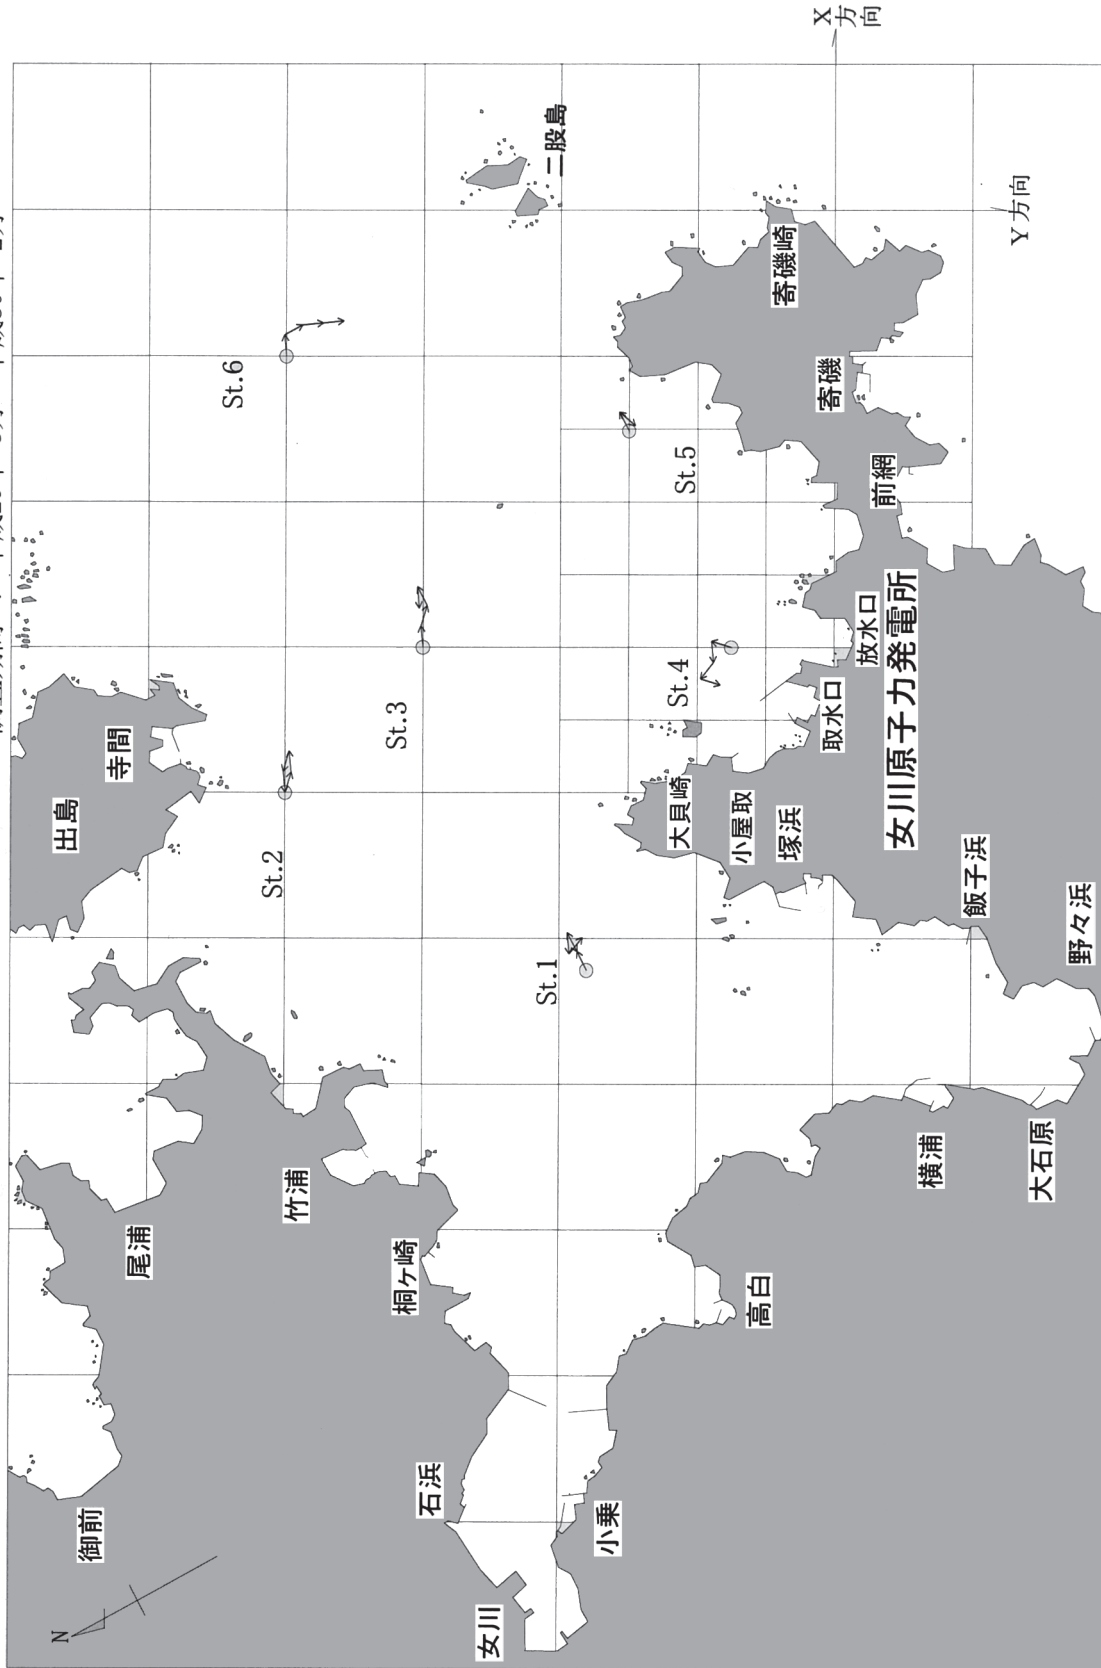 X方向
Y方向
二股島
寄磯崎
寄磯
前網
St.6
St.5
St.3
St.4
放水口
女川原子力発電所
取水口
寺間
出島
St.2
大貝崎
小屋取
塚浜
飯子浜
野々浜
St.1
竹浦
尾浦
桐ケ崎
横浦
大石原
高白
石浜
小乗
御前
女川
N